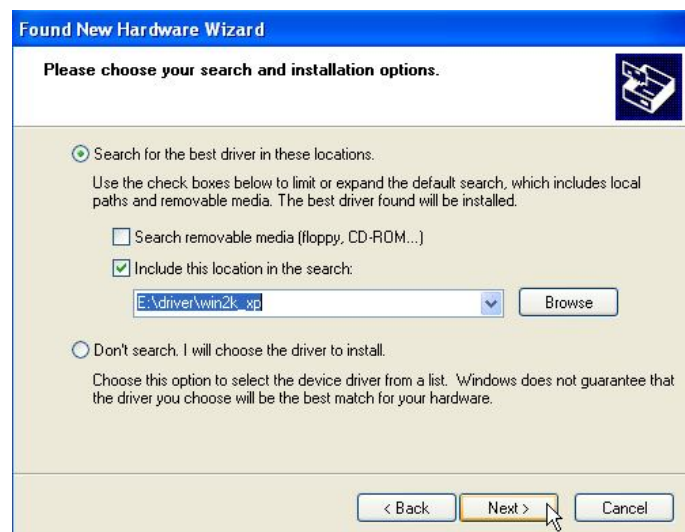 Found New Hardware Wizard
Please choose your search and installation options.
Search for the best driver in these locations.
Use the check boxes below to limit or expand the default search, which includes local
paths and removable media. The best driver found will be installed.
Search removable media (floppy, CD-ROM...)
Include this location in the search:
E:\driver\win2k_xp
Browse
Don't search. I will choose the driver to install.
Choose this option to select the device driver from a list. Windows does not guarantee that
the driver you choose will be the best match for your hardware.
< Back
Next >
Cancel